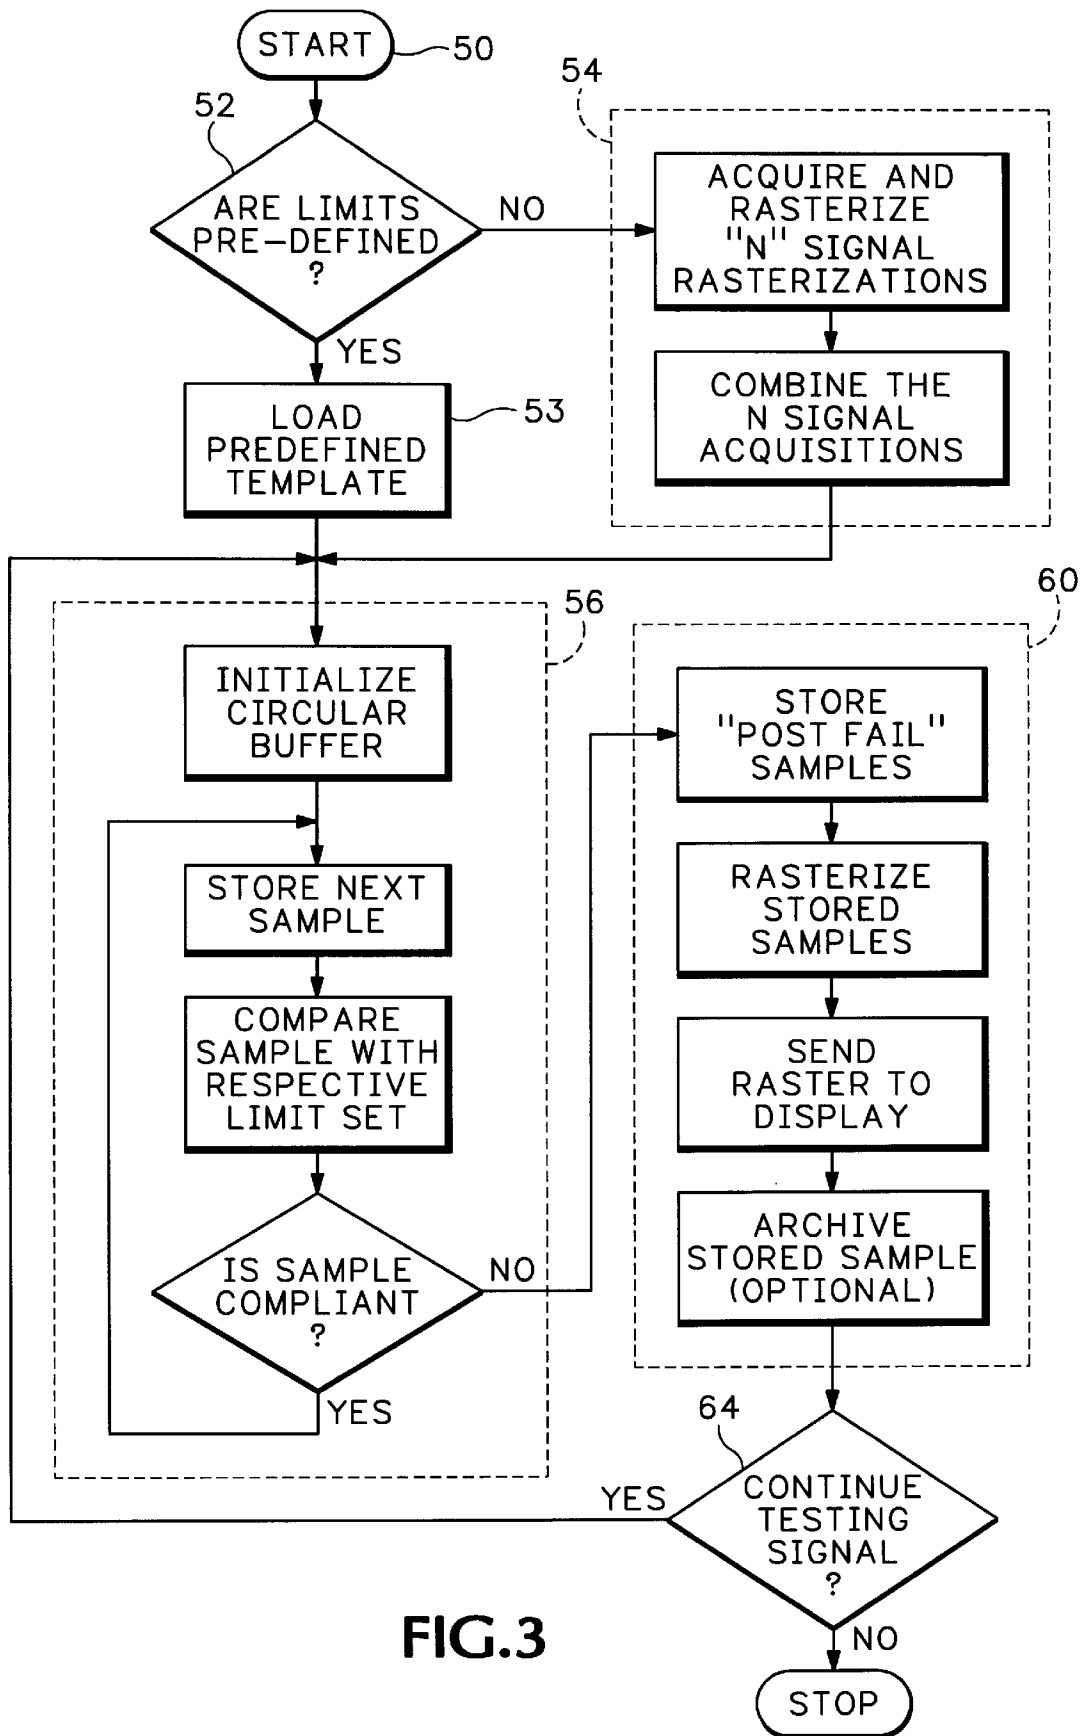 START
50
52
ARE LIMITS
PRE-DEFINED
?
NO
YES
54
ACQUIRE AND
RASTERIZE
"N" SIGNAL
RASTERIZATIONS
COMBINE THE
N SIGNAL
ACQUISITIONS
LOAD
PREDEFINED
TEMPLATE
53
56
INITIALIZE
CIRCULAR
BUFFER
STORE NEXT
SAMPLE
COMPARE
SAMPLE WITH
RESPECTIVE
LIMIT SET
IS SAMPLE
COMPLIANT
?
NO
YES
60
STORE
"POST FAIL"
SAMPLES
RASTERIZE
STORED
SAMPLES
SEND
RASTER TO
DISPLAY
ARCHIVE
STORED SAMPLE
(OPTIONAL)
64
CONTINUE
TESTING
SIGNAL
?
YES
NO
STOP
FIG.3